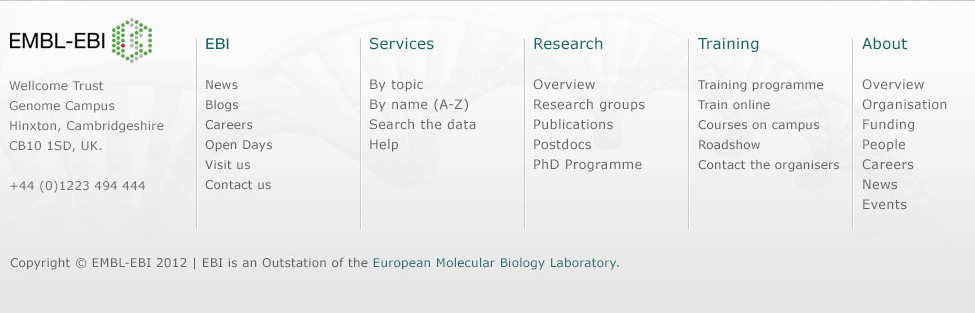 EMBL-EBI
Wellcome Trust
Genome Campus
Hinxton, Cambridgeshire
CB10 1SD, UK.
+44 (0)1223 494 444
EBI
News
Blogs
Careers
Open Days
Visit us
Contact us
Services
By topic
By name (A-Z)
Search the data
Help
Research
Overview
Research groups
Publications
Postdocs
PhD Programme
Training
Training programme
Train online
Courses on campus
Roadshow
Contact the organisers
About
Overview
Organisation
Funding
People
Careers
News
Events
Copyright © EMBL-EBI 2012 | EBI is an Outstation of the European Molecular Biology Laboratory.